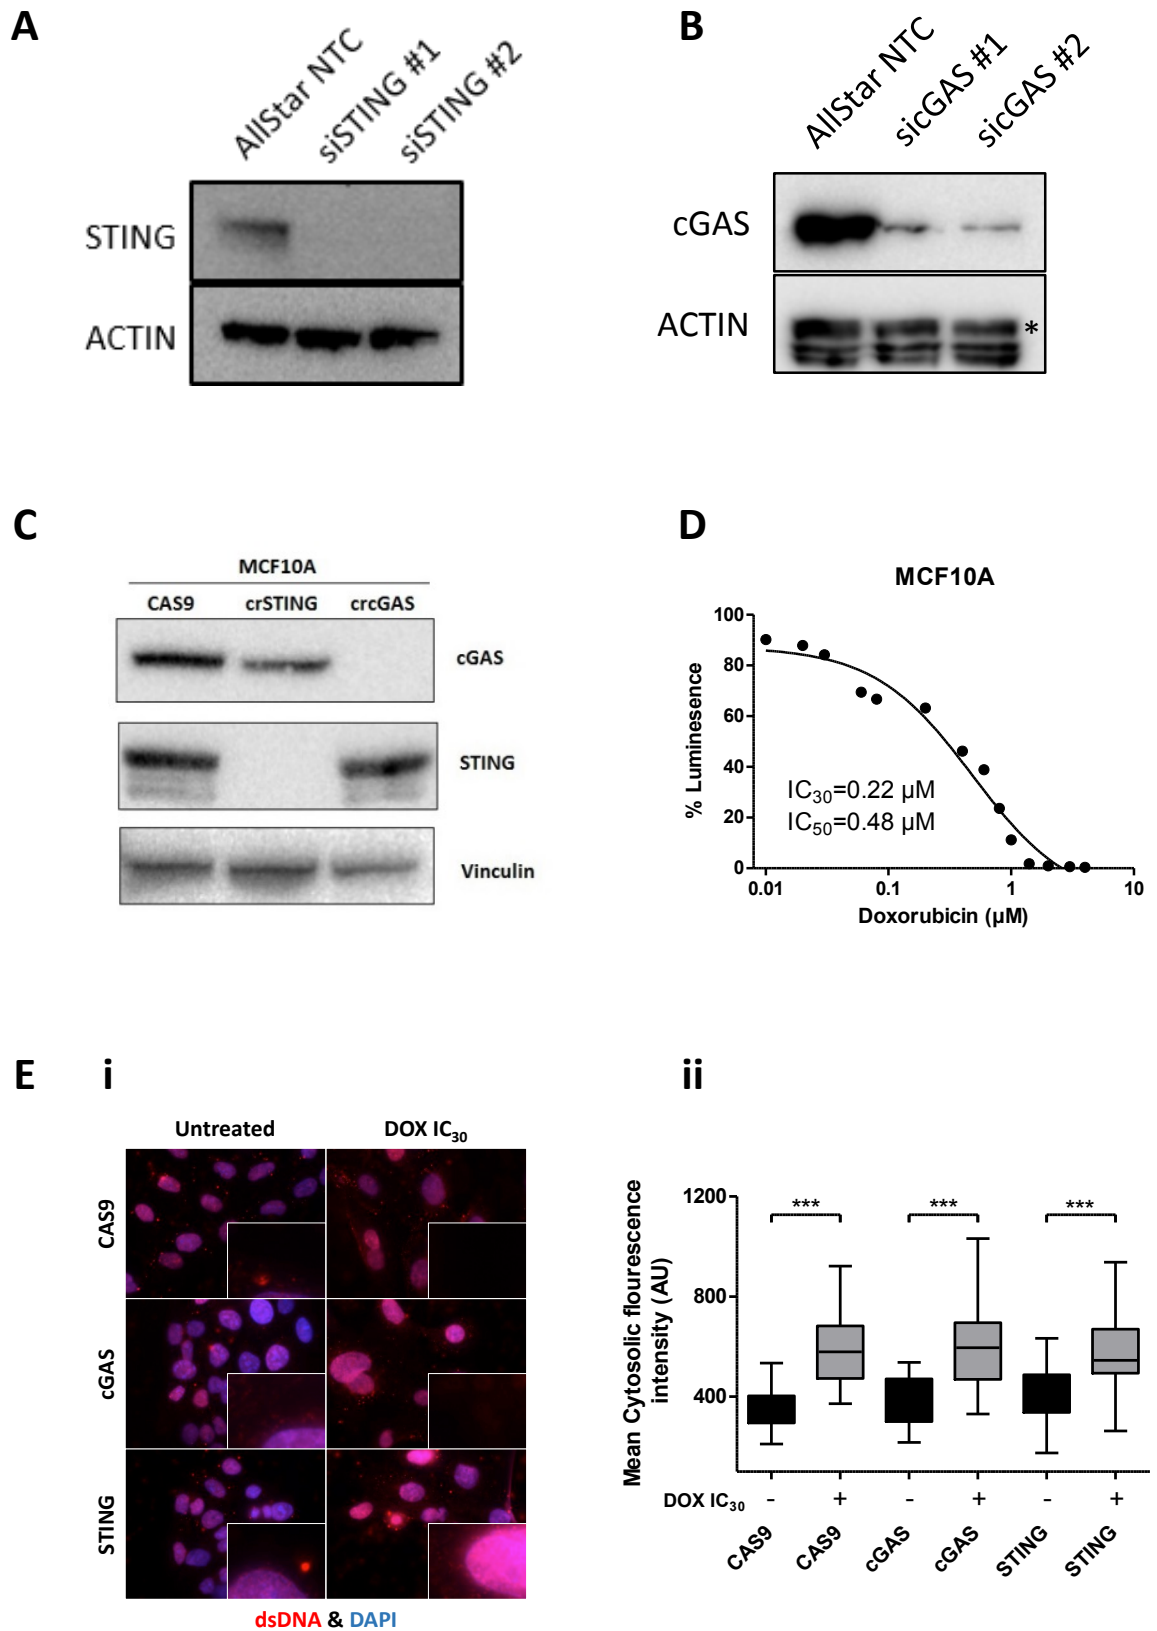 A
AllStar NTC
siSTING #1
siSTING #2
STING
ACTIN
B
AllStar NTC
sicGAS #1
sicGAS #2
cGAS
ACTIN
*
C
MCF10A
CAS9 crSTING crcGAS
cGAS
STING
Vinculin
D
MCF10A
% Luminesence
100
80
60
40
20
0
IC30=0.22 µM
IC50=0.48 µM
0.01 0.1 1 10
Doxorubicin (µM)
E i
Untreated DOX IC30
CAS9
cGAS
STING
dsDNA & DAPI
ii
Mean Cytosolic flourescence
intensity (AU)
1200
800
400
*** *** ***
DOX IC30 - + - + - +
CAS9 CAS9 cGAS cGAS STING STING